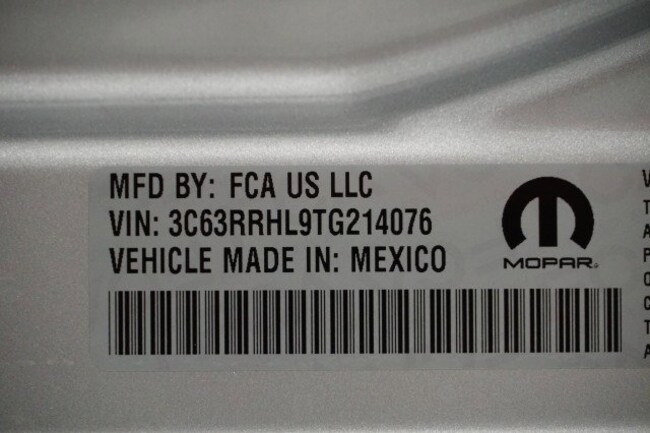 MFD BY: FCA US LLC
VIN: 3C63RRHL9TG214076
VEHICLE MADE IN: MEXICO
MOPAR®
V
T
A
P
O
C
T
A